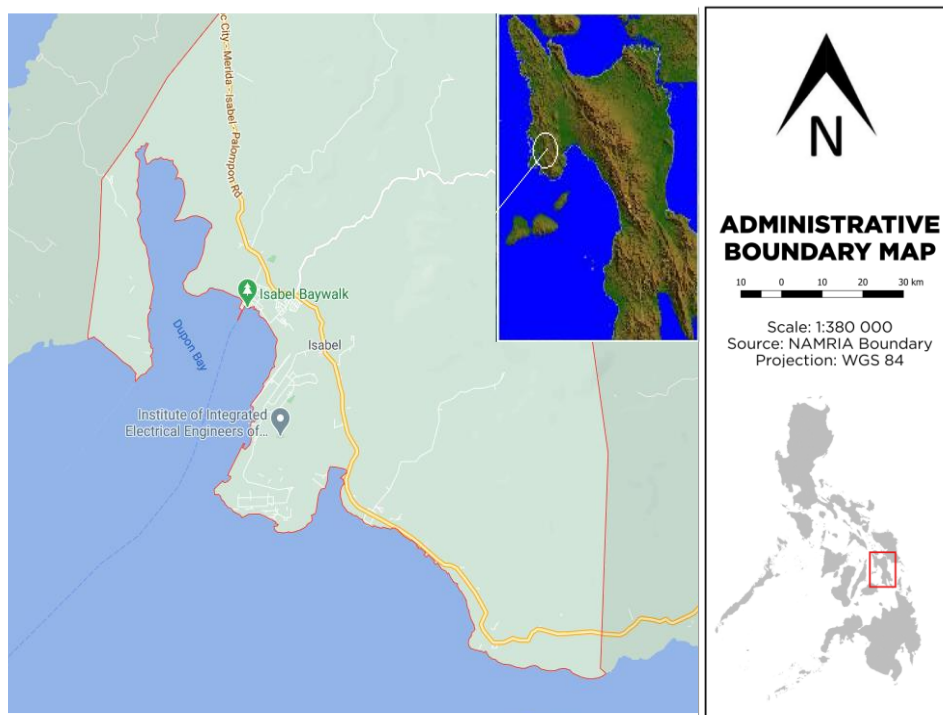 c City - Merida - Isabel - Palompon Rd
Isabel Baywalk
Dupon Bay
Isabel
Institute of Integrated
Electrical Engineers of...
N
ADMINISTRATIVE
BOUNDARY MAP
10 0 10 20 30 km
Scale: 1:380 000
Source: NAMRIA Boundary
Projection: WGS 84